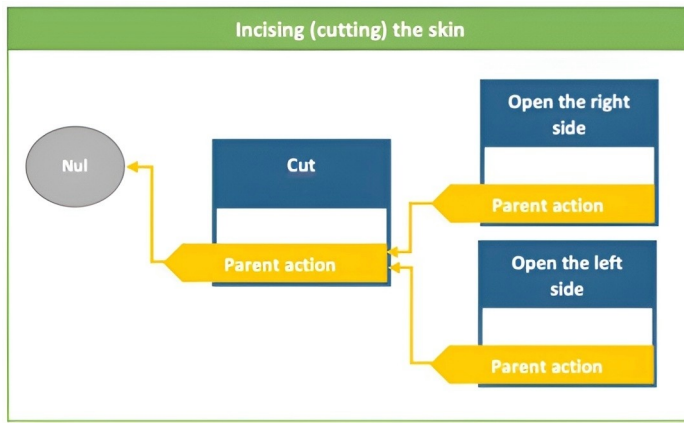 Incising (cutting) the skin
Nul
Cut
Parent action
Open the right
side
Parent action
Open the left
side
Parent action